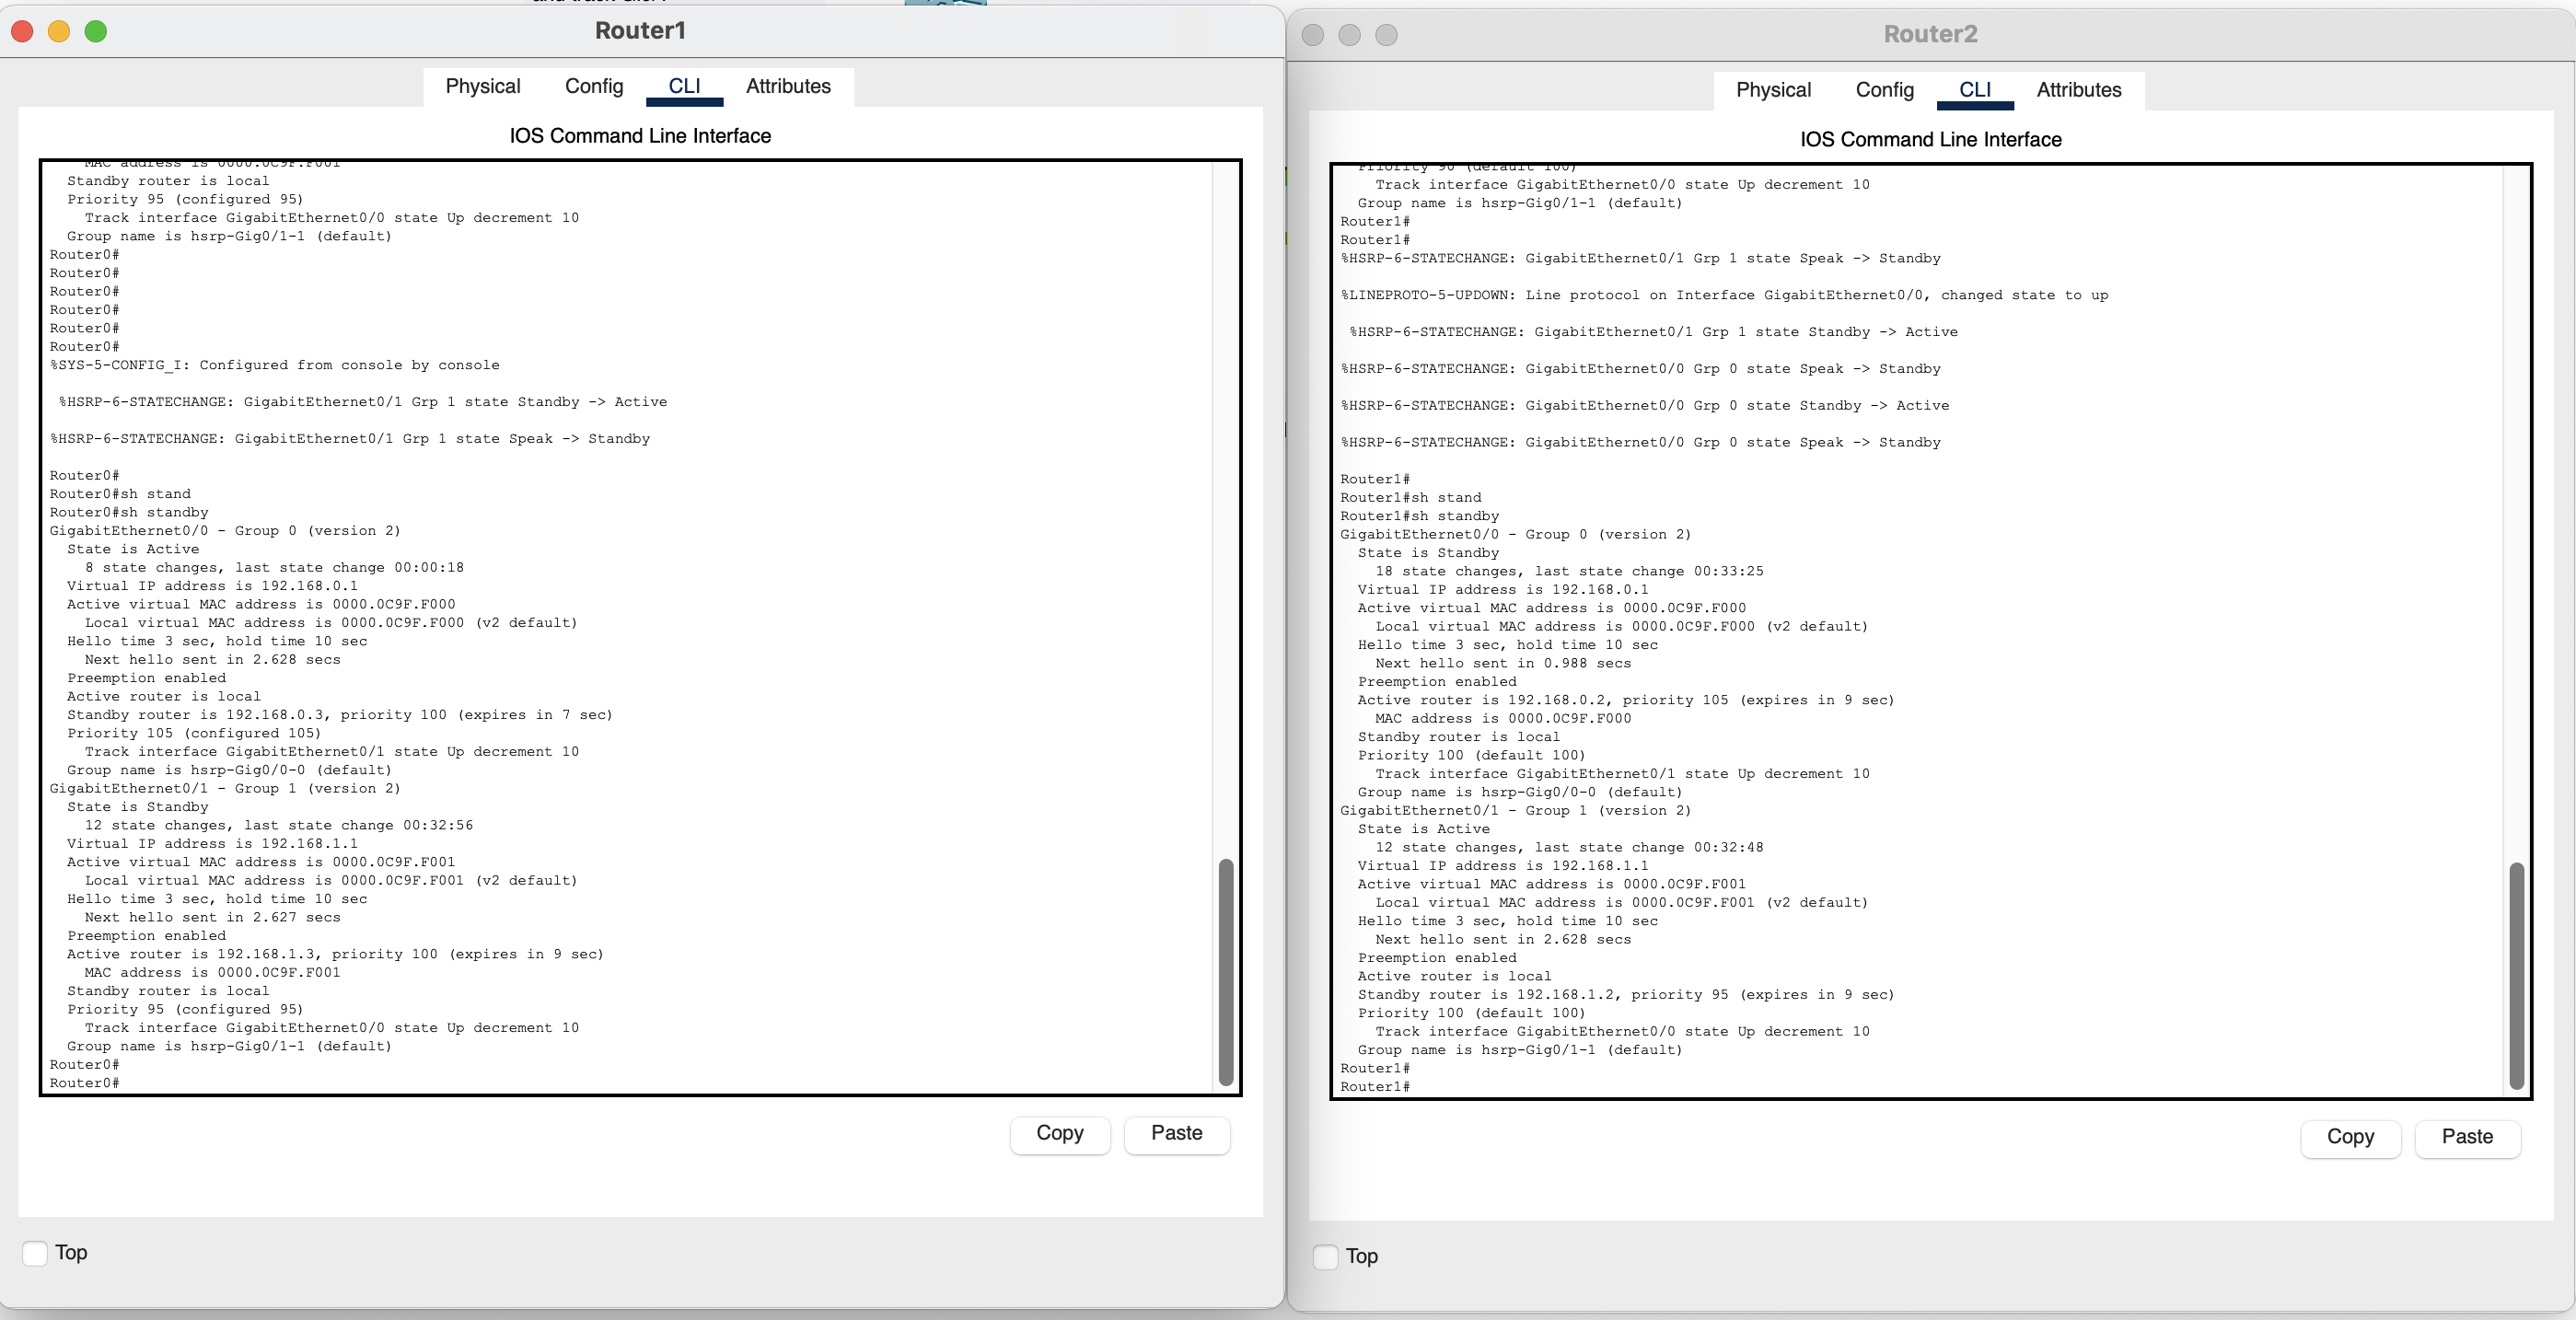 Router1
Physical Config CLI Attributes
IOS Command Line Interface
MAC address is 0000.0C9F.F001
Standby router is local
Priority 95 (configured 95)
Track interface GigabitEthernet0/0 state Up decrement 10
Group name is hsrp-Gig0/1-1 (default)
Router0#
Router0#
Router0#
Router0#
Router0#
Router0#
%SYS-5-CONFIG_I: Configured from console by console
%HSRP-6-STATECHANGE: GigabitEthernet0/1 Grp 1 state Standby -> Active
%HSRP-6-STATECHANGE: GigabitEthernet0/1 Grp 1 state Speak -> Standby
Router0#
Router0#sh stand
Router0#sh standby
GigabitEthernet0/0 - Group 0 (version 2)
State is Active
8 state changes, last state change 00:00:18
Virtual IP address is 192.168.0.1
Active virtual MAC address is 0000.0C9F.F000
Local virtual MAC address is 0000.0C9F.F000 (v2 default)
Hello time 3 sec, hold time 10 sec
Next hello sent in 2.628 secs
Preemption enabled
Active router is local
Standby router is 192.168.0.3, priority 100 (expires in 7 sec)
Priority 105 (configured 105)
Track interface GigabitEthernet0/1 state Up decrement 10
Group name is hsrp-Gig0/0-0 (default)
GigabitEthernet0/1 - Group 1 (version 2)
State is Standby
12 state changes, last state change 00:32:56
Virtual IP address is 192.168.1.1
Active virtual MAC address is 0000.0C9F.F001
Local virtual MAC address is 0000.0C9F.F001 (v2 default)
Hello time 3 sec, hold time 10 sec
Next hello sent in 2.627 secs
Preemption enabled
Active router is 192.168.1.3, priority 100 (expires in 9 sec)
MAC address is 0000.0C9F.F001
Standby router is local
Priority 95 (configured 95)
Track interface GigabitEthernet0/0 state Up decrement 10
Group name is hsrp-Gig0/1-1 (default)
Router0#
Router0#
Copy Paste
Top
Router2
Physical Config CLI Attributes
IOS Command Line Interface
Priority 90 (default 100)
Track interface GigabitEthernet0/0 state Up decrement 10
Group name is hsrp-Gig0/1-1 (default)
Router1#
Router1#
%HSRP-6-STATECHANGE: GigabitEthernet0/1 Grp 1 state Speak -> Standby
%LINEPROTO-5-UPDOWN: Line protocol on Interface GigabitEthernet0/0, changed state to up
%HSRP-6-STATECHANGE: GigabitEthernet0/1 Grp 1 state Standby -> Active
%HSRP-6-STATECHANGE: GigabitEthernet0/0 Grp 0 state Speak -> Standby
%HSRP-6-STATECHANGE: GigabitEthernet0/0 Grp 0 state Standby -> Active
%HSRP-6-STATECHANGE: GigabitEthernet0/0 Grp 0 state Speak -> Standby
Router1#
Router1#sh stand
Router1#sh standby
GigabitEthernet0/0 - Group 0 (version 2)
State is Standby
18 state changes, last state change 00:33:25
Virtual IP address is 192.168.0.1
Active virtual MAC address is 0000.0C9F.F000
Local virtual MAC address is 0000.0C9F.F000 (v2 default)
Hello time 3 sec, hold time 10 sec
Next hello sent in 0.988 secs
Preemption enabled
Active router is 192.168.0.2, priority 105 (expires in 9 sec)
MAC address is 0000.0C9F.F000
Standby router is local
Priority 100 (default 100)
Track interface GigabitEthernet0/1 state Up decrement 10
Group name is hsrp-Gig0/0-0 (default)
GigabitEthernet0/1 - Group 1 (version 2)
State is Active
12 state changes, last state change 00:32:48
Virtual IP address is 192.168.1.1
Active virtual MAC address is 0000.0C9F.F001
Local virtual MAC address is 0000.0C9F.F001 (v2 default)
Hello time 3 sec, hold time 10 sec
Next hello sent in 2.628 secs
Preemption enabled
Active router is local
Standby router is 192.168.1.2, priority 95 (expires in 9 sec)
Priority 100 (default 100)
Track interface GigabitEthernet0/0 state Up decrement 10
Group name is hsrp-Gig0/1-1 (default)
Router1#
Router1#
Copy Paste
Top